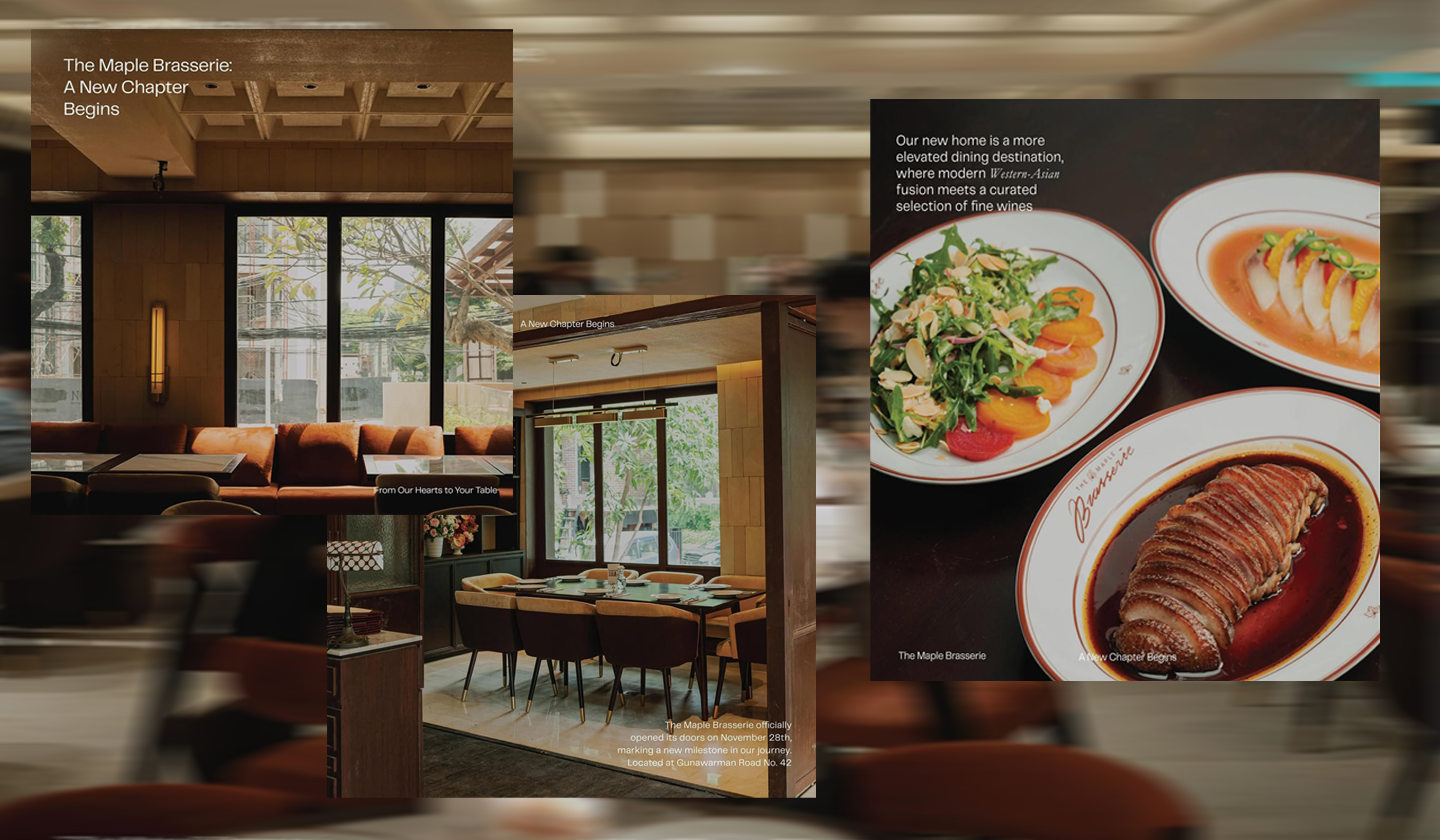 The Maple Brasserie:
A New Chapter
Begins
From Our Hearts to Your Table
A New Chapter Begins
The Maple Brasserie officially
opened its doors on November 28th,
marking a new milestone in our journey.
Located at Gunawarman Road No. 42
Our new home is a more
elevated dining destination,
where modern Western-Asian
fusion meets a curated
selection of fine wines
THE MAPLE
Brasserie
The Maple Brasserie
A New Chapter Begins